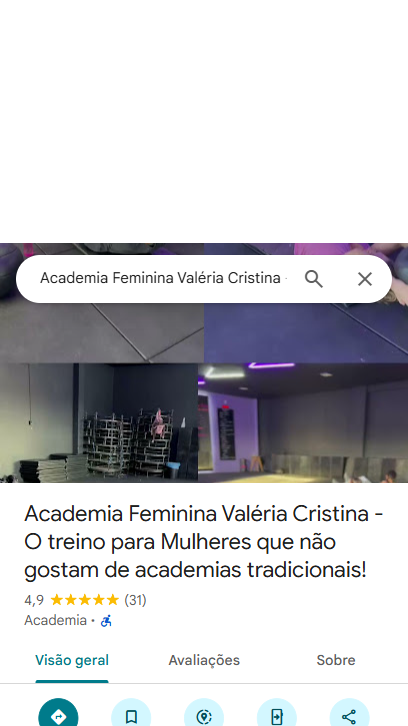 Academia Feminina Valéria Cristina
Academia Feminina Valéria Cristina -
O treino para Mulheres que não
gostam de academias tradicionais!
4,9 ★★★★★ (31)
Academia ·
Visão geral Avaliações Sobre